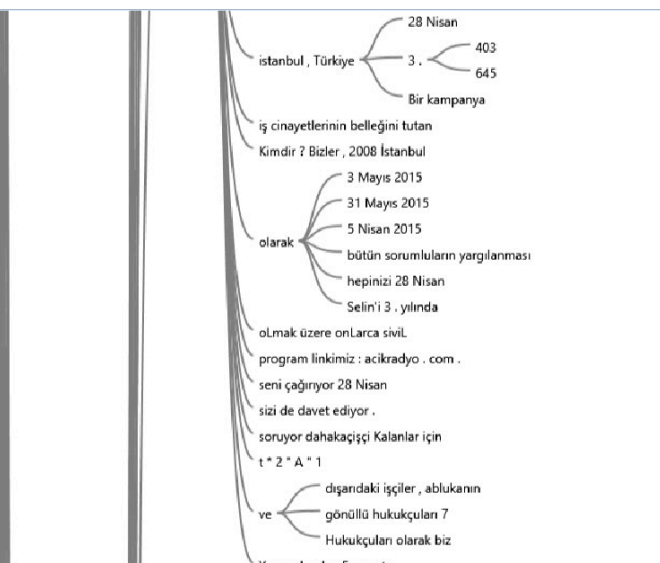 28 Nisan
istanbul , Türkiye
3 .
403
645
Bir kampanya
iş cinayetlerinin belleğini tutan
Kimdir ? Bizler , 2008 İstanbul
olarak
3 Mayıs 2015
31 Mayıs 2015
5 Nisan 2015
bütün sorumluların yargılanması
hepinizi 28 Nisan
Selin'i 3 . yılında
oLmak üzere onLarca siviL
program linkimiz : acikradyo . com .
seni çağırıyor 28 Nisan
sizi de davet ediyor .
soruyor dahakaçişçi Kalanlar için
t * 2 * A * 1
ve
dışarıdaki işçiler , ablukanın
gönüllü hukukçuları 7
Hukukçuları olarak biz